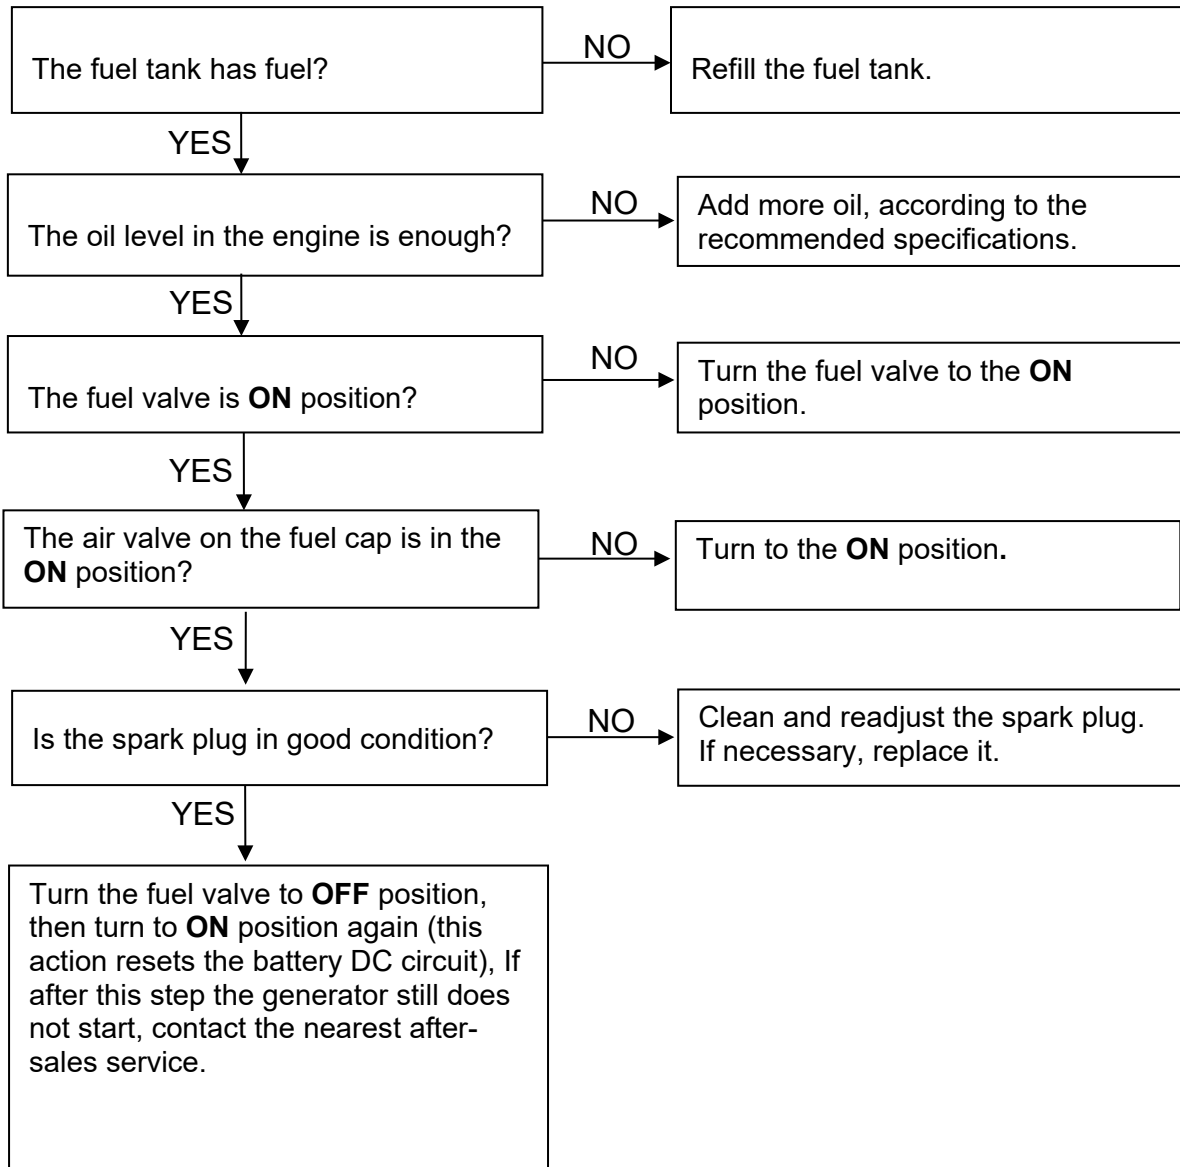 The fuel tank has fuel?
NO
Refill the fuel tank.
YES
The oil level in the engine is enough?
NO
Add more oil, according to the
recommended specifications.
YES
The fuel valve is ON position?
NO
Turn the fuel valve to the ON
position.
YES
The air valve on the fuel cap is in the
ON position?
NO
Turn to the ON position.
YES
Is the spark plug in good condition?
NO
Clean and readjust the spark plug.
If necessary, replace it.
YES
Turn the fuel valve to OFF position,
then turn to ON position again (this
action resets the battery DC circuit), If
after this step the generator still does
not start, contact the nearest after-
sales service.